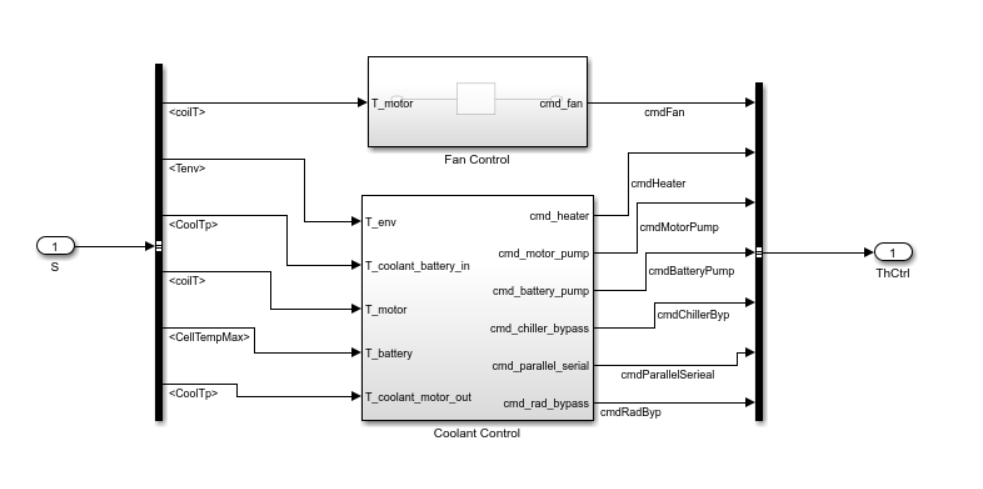 <coilT>
T_motor
cmd_fan
cmdFan
Fan Control
<Tenv>
cmdHeater
T_env
cmd_heater
<CoolTp>
cmdMotorPump
1
S
cmd_motor_pump
1
ThCtrl
T_coolant_battery_in
cmdBatteryPump
<coilT>
cmd_battery_pump
T_motor
cmdChillerByp
cmd_chiller_bypass
<CellTempMax>
T_battery
cmd_parallel_serial
cmdParallelSerieal
<CoolTp>
T_coolant_motor_out
cmd_rad_bypass
cmdRadByp
Coolant Control